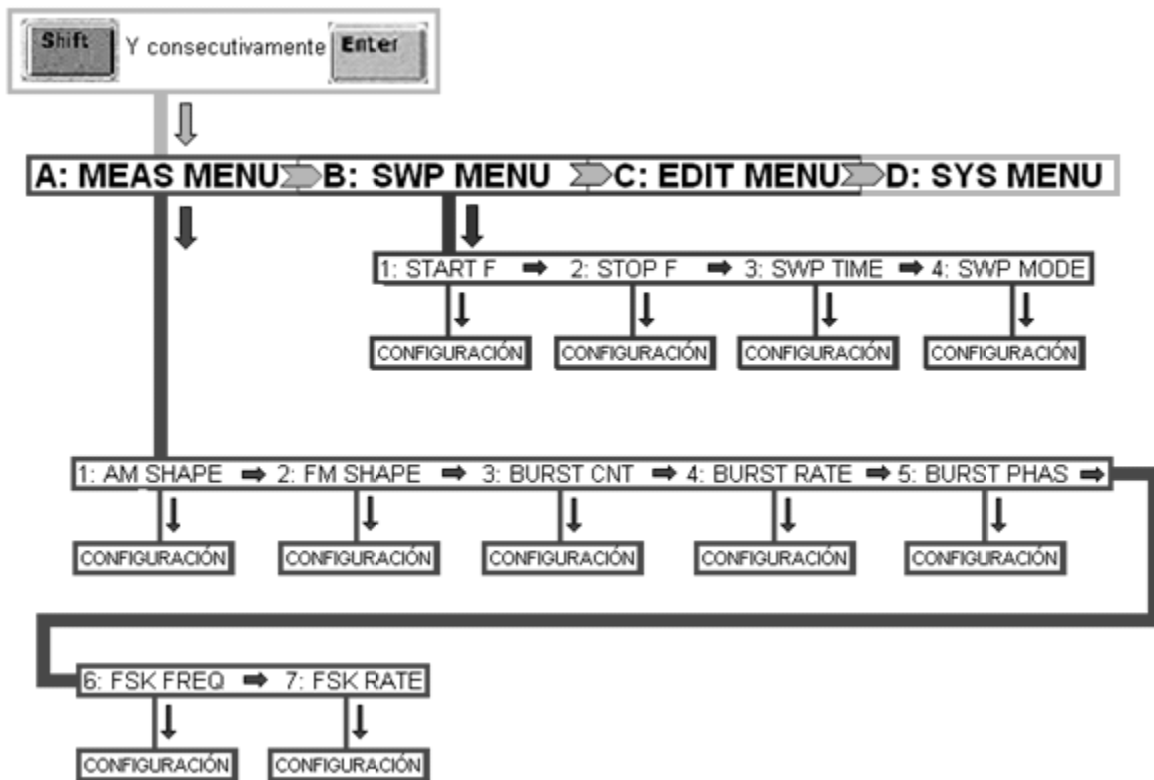 Shift Y consecutivamente Enter
A: MEAS MENU B: SWP MENU C: EDIT MENU D: SYS MENU
1: START F 2: STOP F 3: SWP TIME 4: SWP MODE
CONFIGURACIÓN CONFIGURACIÓN CONFIGURACIÓN CONFIGURACIÓN
1: AM SHAPE 2: FM SHAPE 3: BURST CNT 4: BURST RATE 5: BURST PHAS
CONFIGURACIÓN CONFIGURACIÓN CONFIGURACIÓN CONFIGURACIÓN CONFIGURACIÓN
6: FSK FREQ 7: FSK RATE
CONFIGURACIÓN CONFIGURACIÓN